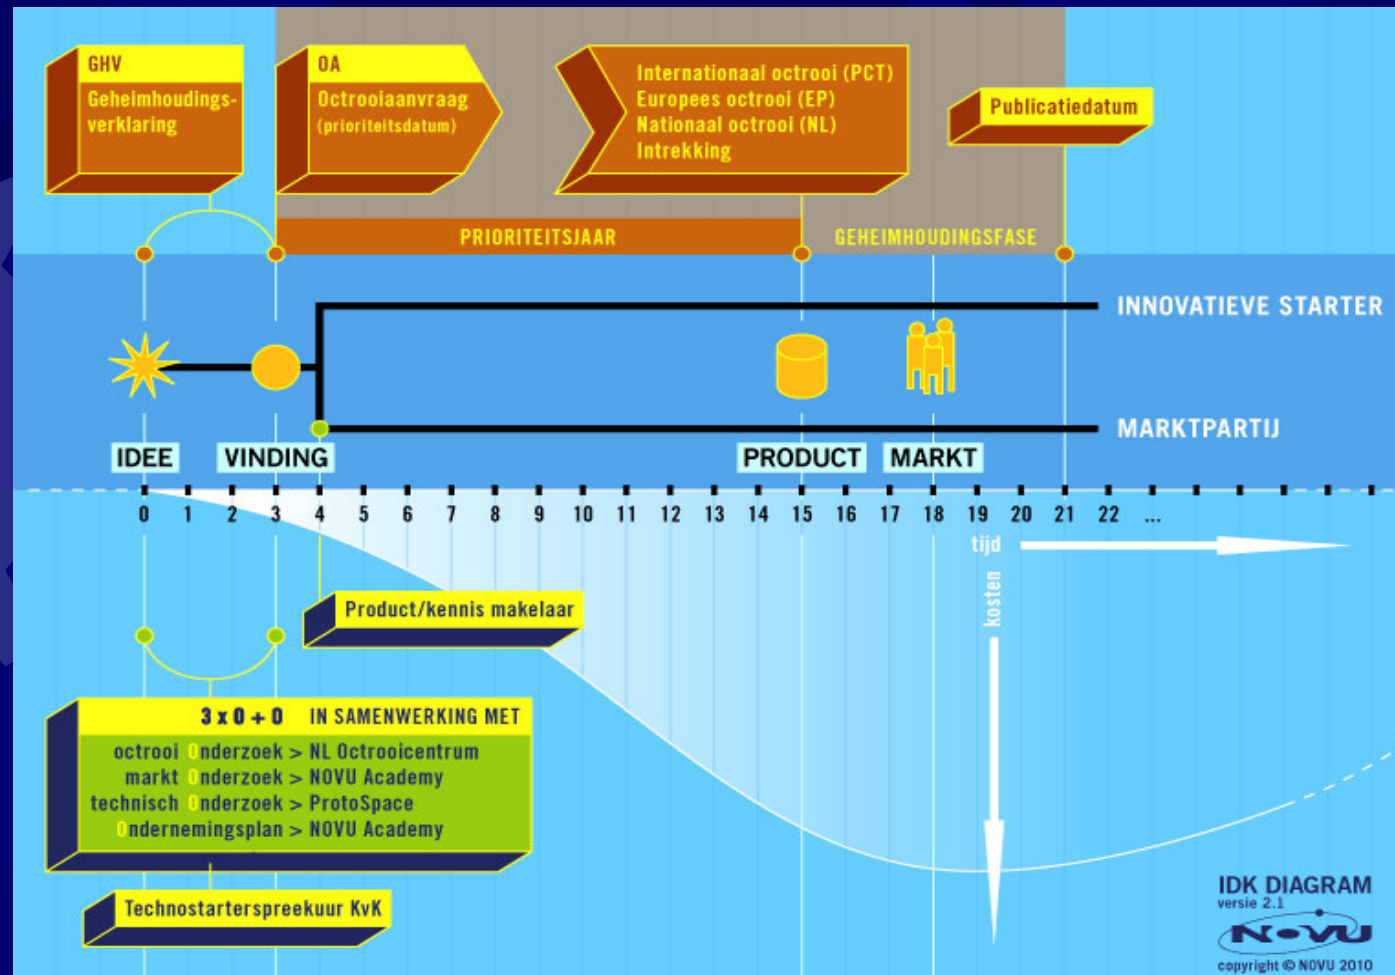 GHV
Geheimhoudings-
verklaring
OA
Octrooiaanvraag
(prioriteitsdatum)
Internationaal octrooi (PCT)
Europees octrooi (EP)
Nationaal octrooi (NL)
Intrekking
Publicatiedatum
PRIORITEITSJAAR
GEHEIMHOUDINGSFASE
INNOVATIEVE STARTER
MARKTPARTIJ
IDEE
VINDING
PRODUCT
MARKT
0 1 2 3 4 5 6 7 8 9 10 11 12 13 14 15 16 17 18 19 20 21 22 ...
tijd
kosten
Product/kennis makelaar
3 x O + O IN SAMENWERKING MET
octrooi Onderzoek > NL Octrooicentrum
markt Onderzoek > NOVU Academy
technisch Onderzoek > ProtoSpace
Ondernemingsplan > NOVU Academy
Technostarterspreekuur KvK
IDK DIAGRAM
versie 2.1
NOVU
copyright © NOVU 2010